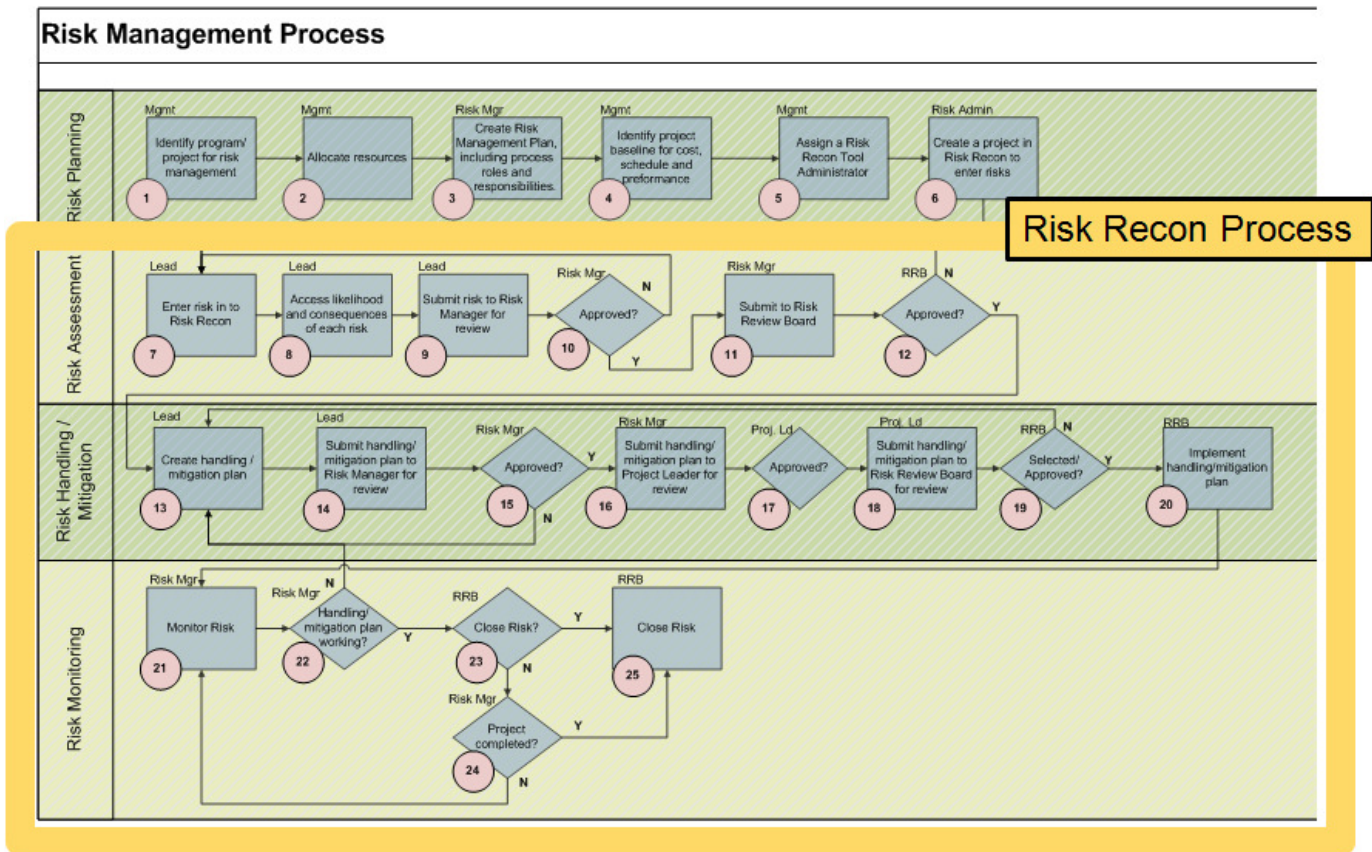 Risk Management Process
Risk Planning
Mgmt
Identify program/
project for risk
management
1
Mgmt
Allocate resources
2
Risk Mgr
Create Risk
Management Plan,
including process
roles and
responsibilities.
3
Mgmt
Identify project
baseline for cost,
schedule and
preformance
4
Mgmt
Assign a Risk
Recon Tool
Administrator
5
Risk Admin
Create a project in
Risk Recon to
enter risks
6
Risk Recon Process
Risk Assessment
Lead
Enter risk in to
Risk Recon
7
Lead
Access likelihood
and consequences
of each risk
8
Lead
Submit risk to Risk
Manager for
review
9
Risk Mgr
Approved?
N
Y
10
Risk Mgr
Submit to Risk
Review Board
11
RRB
N
Approved?
Y
12
Risk Handling /
Mitigation
Lead
Create handling /
mitigation plan
13
Lead
Submit handling/
mitigation plan to
Risk Manager for
review
14
Risk Mgr
Approved?
Y
N
15
Risk Mgr
Submit handling/
mitigation plan to
Project Leader for
review
16
Proj. Ld
Approved?
17
Proj. Ld
Submit handling/
mitigation plan to
Risk Review Board
for review
18
RRB
N
Selected/
Approved?
Y
19
RRB
Implement
handling/mitigation
plan
20
Risk Monitoring
Risk Mgr
Monitor Risk
21
Risk Mgr
N
Handling/
mitigation plan
working?
Y
22
RRB
Close Risk?
Y
N
23
RRB
Close Risk
25
Risk Mgr
Project
completed?
Y
N
24